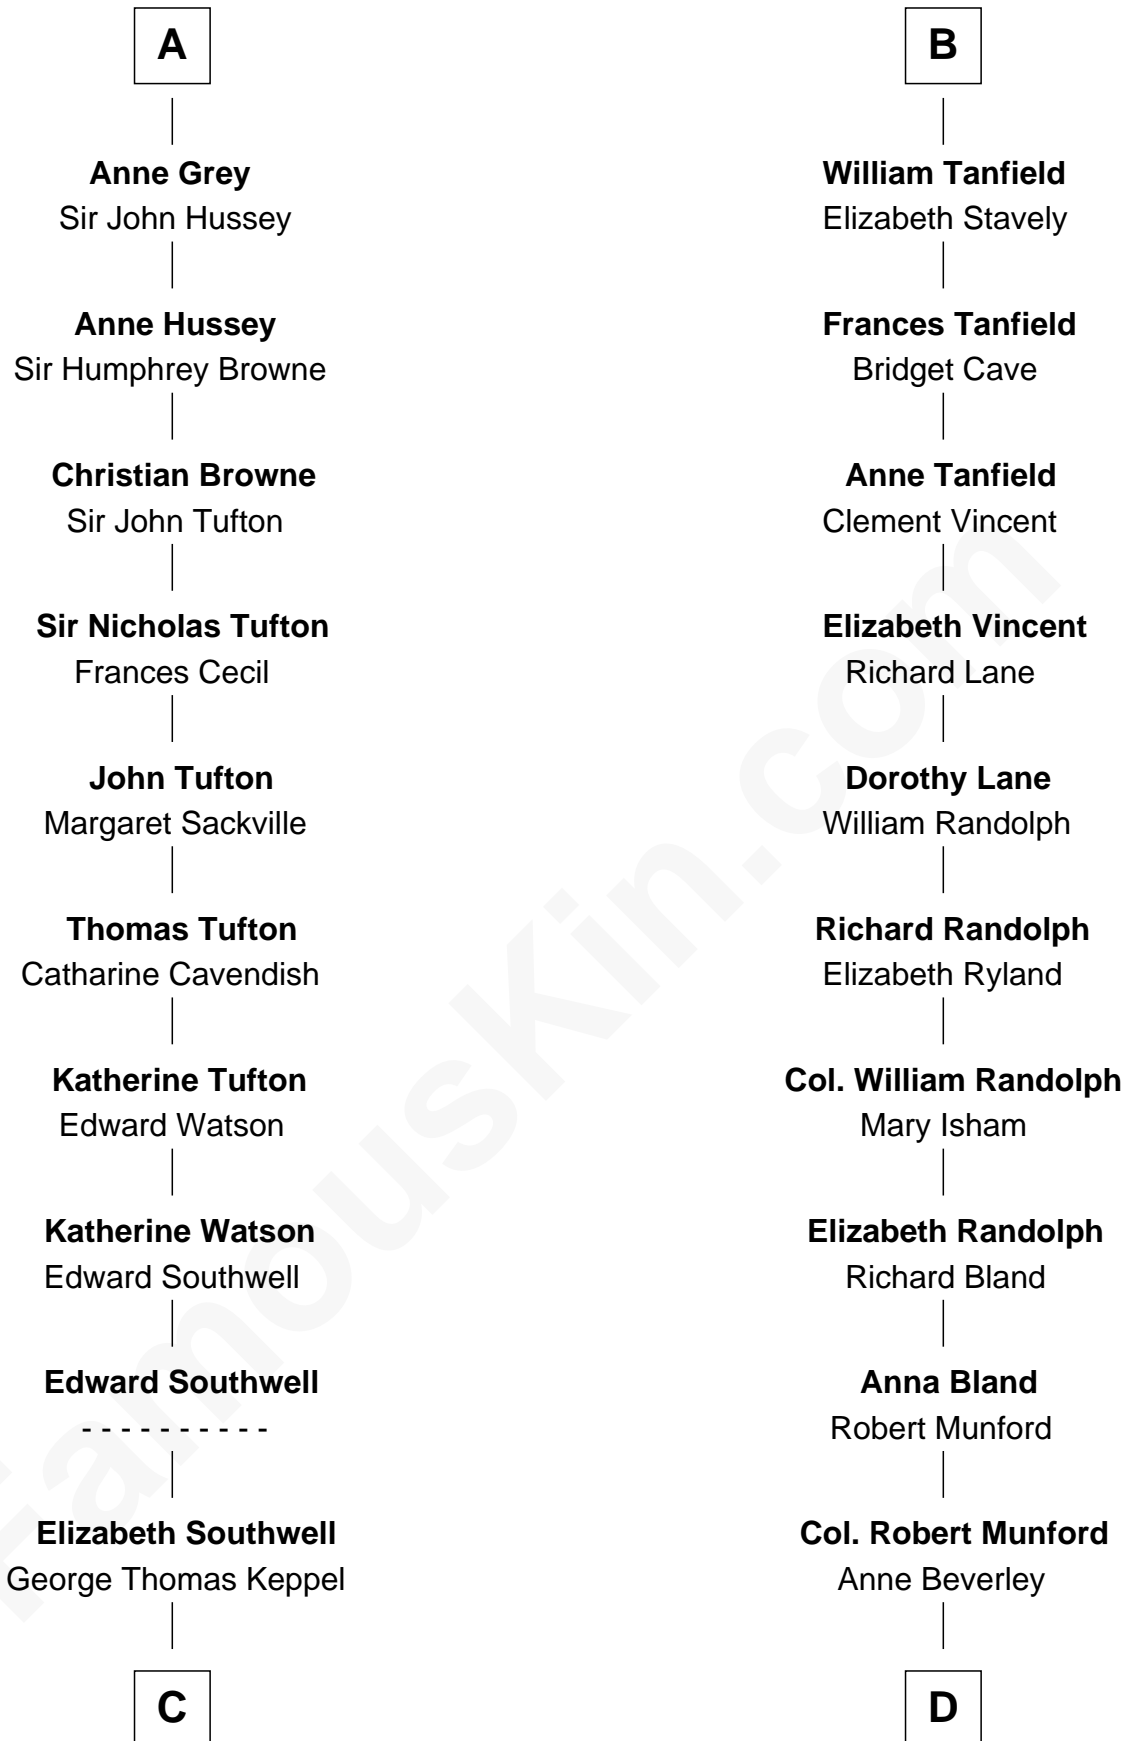 A
Anne Grey
Sir John Hussey
Anne Hussey
Sir Humphrey Browne
Christian Browne
Sir John Tufton
Sir Nicholas Tufton
Frances Cecil
John Tufton
Margaret Sackville
Thomas Tufton
Catharine Cavendish
Katherine Tufton
Edward Watson
Katherine Watson
Edward Southwell
Edward Southwell
- - - - - - - - - -
Elizabeth Southwell
George Thomas Keppel
C
B
William Tanfield
Elizabeth Stavely
Frances Tanfield
Bridget Cave
Anne Tanfield
Clement Vincent
Elizabeth Vincent
Richard Lane
Dorothy Lane
William Randolph
Richard Randolph
Elizabeth Ryland
Col. William Randolph
Mary Isham
Elizabeth Randolph
Richard Bland
Anna Bland
Robert Munford
Col. Robert Munford
Anne Beverley
D
FamousKin.com